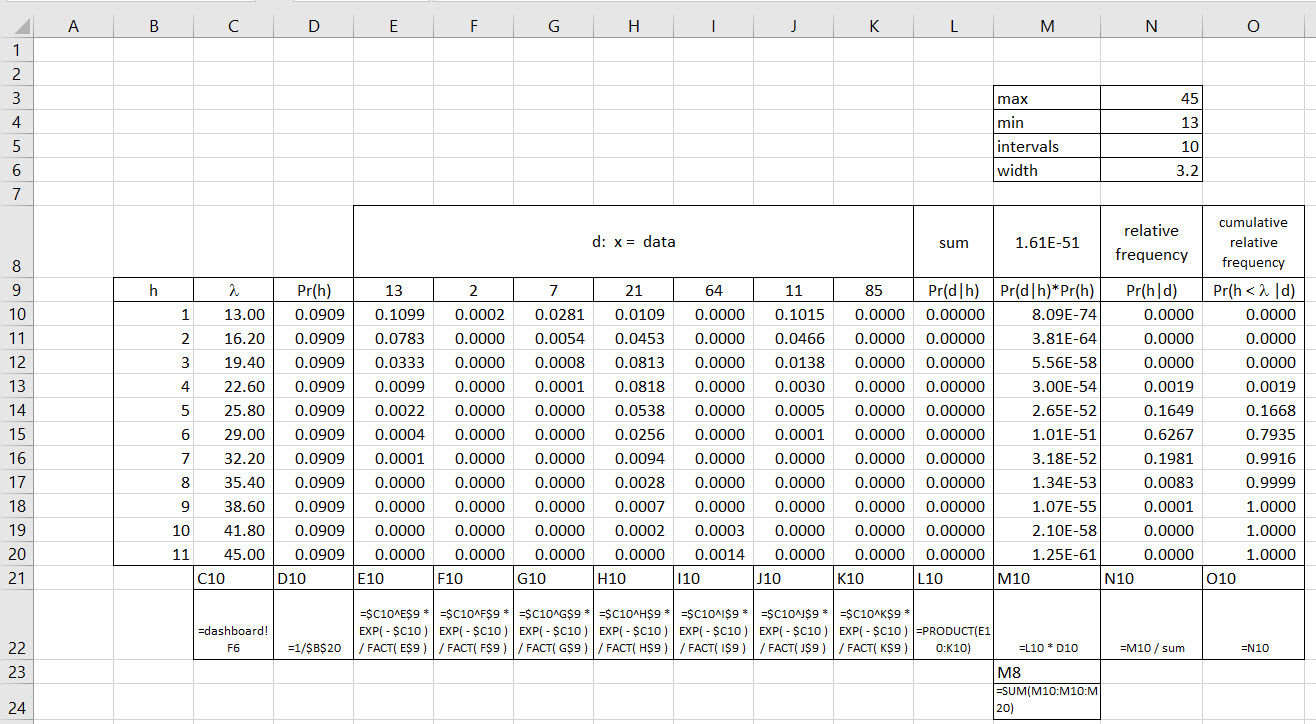 A B C D E F G H I J K L M N O
1
2
3 max 45
4 min 13
5 intervals 10
6 width 3.2
7
8 d: x = data sum 1.61E-51 relative frequency cumulative relative frequency
9 h λ Pr(h) 13 2 7 21 64 11 85 Pr(d|h) Pr(d|h)*Pr(h) Pr(h|d) Pr(h < λ |d)
10 1 13.00 0.0909 0.1099 0.0002 0.0281 0.0109 0.0000 0.1015 0.0000 0.00000 8.09E-74 0.0000 0.0000
11 2 16.20 0.0909 0.0783 0.0000 0.0054 0.0453 0.0000 0.0466 0.0000 0.00000 3.81E-64 0.0000 0.0000
12 3 19.40 0.0909 0.0333 0.0000 0.0008 0.0813 0.0000 0.0138 0.0000 0.00000 5.56E-58 0.0000 0.0000
13 4 22.60 0.0909 0.0099 0.0000 0.0001 0.0818 0.0000 0.0030 0.0000 0.00000 3.00E-54 0.0019 0.0019
14 5 25.80 0.0909 0.0022 0.0000 0.0000 0.0538 0.0000 0.0005 0.0000 0.00000 2.65E-52 0.1649 0.1668
15 6 29.00 0.0909 0.0004 0.0000 0.0000 0.0256 0.0000 0.0001 0.0000 0.00000 1.01E-51 0.6267 0.7935
16 7 32.20 0.0909 0.0001 0.0000 0.0000 0.0094 0.0000 0.0000 0.0000 0.00000 3.18E-52 0.1981 0.9916
17 8 35.40 0.0909 0.0000 0.0000 0.0000 0.0028 0.0000 0.0000 0.0000 0.00000 1.34E-53 0.0083 0.9999
18 9 38.60 0.0909 0.0000 0.0000 0.0000 0.0007 0.0000 0.0000 0.0000 0.00000 1.07E-55 0.0001 1.0000
19 10 41.80 0.0909 0.0000 0.0000 0.0000 0.0002 0.0003 0.0000 0.0000 0.00000 2.10E-58 0.0000 1.0000
20 11 45.00 0.0909 0.0000 0.0000 0.0000 0.0000 0.0014 0.0000 0.0000 0.00000 1.25E-61 0.0000 1.0000
21 C10 D10 E10 F10 G10 H10 I10 J10 K10 L10 M10 N10 O10
=$C10^E$9 * =$C10^F$9 * =$C10^G$9 * =$C10^H$9 * =$C10^I$9 * =$C10^J$9 * =$C10^K$9 *
=dashboard! EXP( - $C10 ) EXP( - $C10 ) EXP( - $C10 ) EXP( - $C10 ) EXP( - $C10 ) EXP( - $C10 ) EXP( - $C10 ) =PRODUCT(E1
22 F6 =1/$B$20 / FACT( E$9 ) / FACT( F$9 ) / FACT( G$9 ) / FACT( H$9 ) / FACT( I$9 ) / FACT( J$9 ) / FACT( K$9 ) 0:K10) =L10 * D10 =M10 / sum =N10
23 M8
=SUM(M10:M10:M
24 20)